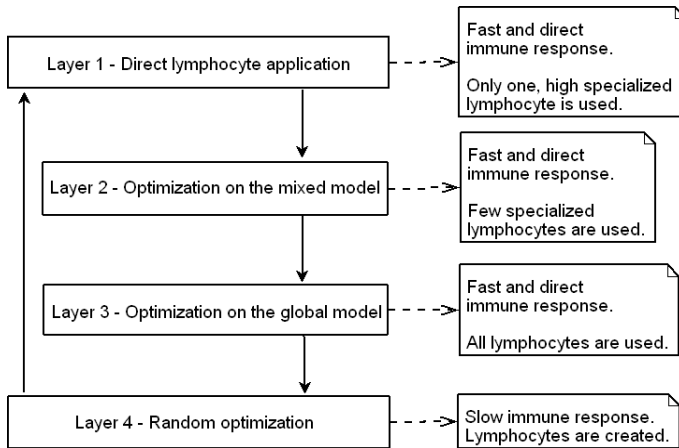 Layer 1 - Direct lymphocyte application
Fast and direct
immune response.
Only one, high specialized
lymphocyte is used.
Layer 2 - Optimization on the mixed model
Fast and direct
immune response.
Few specialized
lymphocytes are used.
Layer 3 - Optimization on the global model
Fast and direct
immune response.
All lymphocytes are used.
Layer 4 - Random optimization
Slow immune response.
Lymphocytes are created.